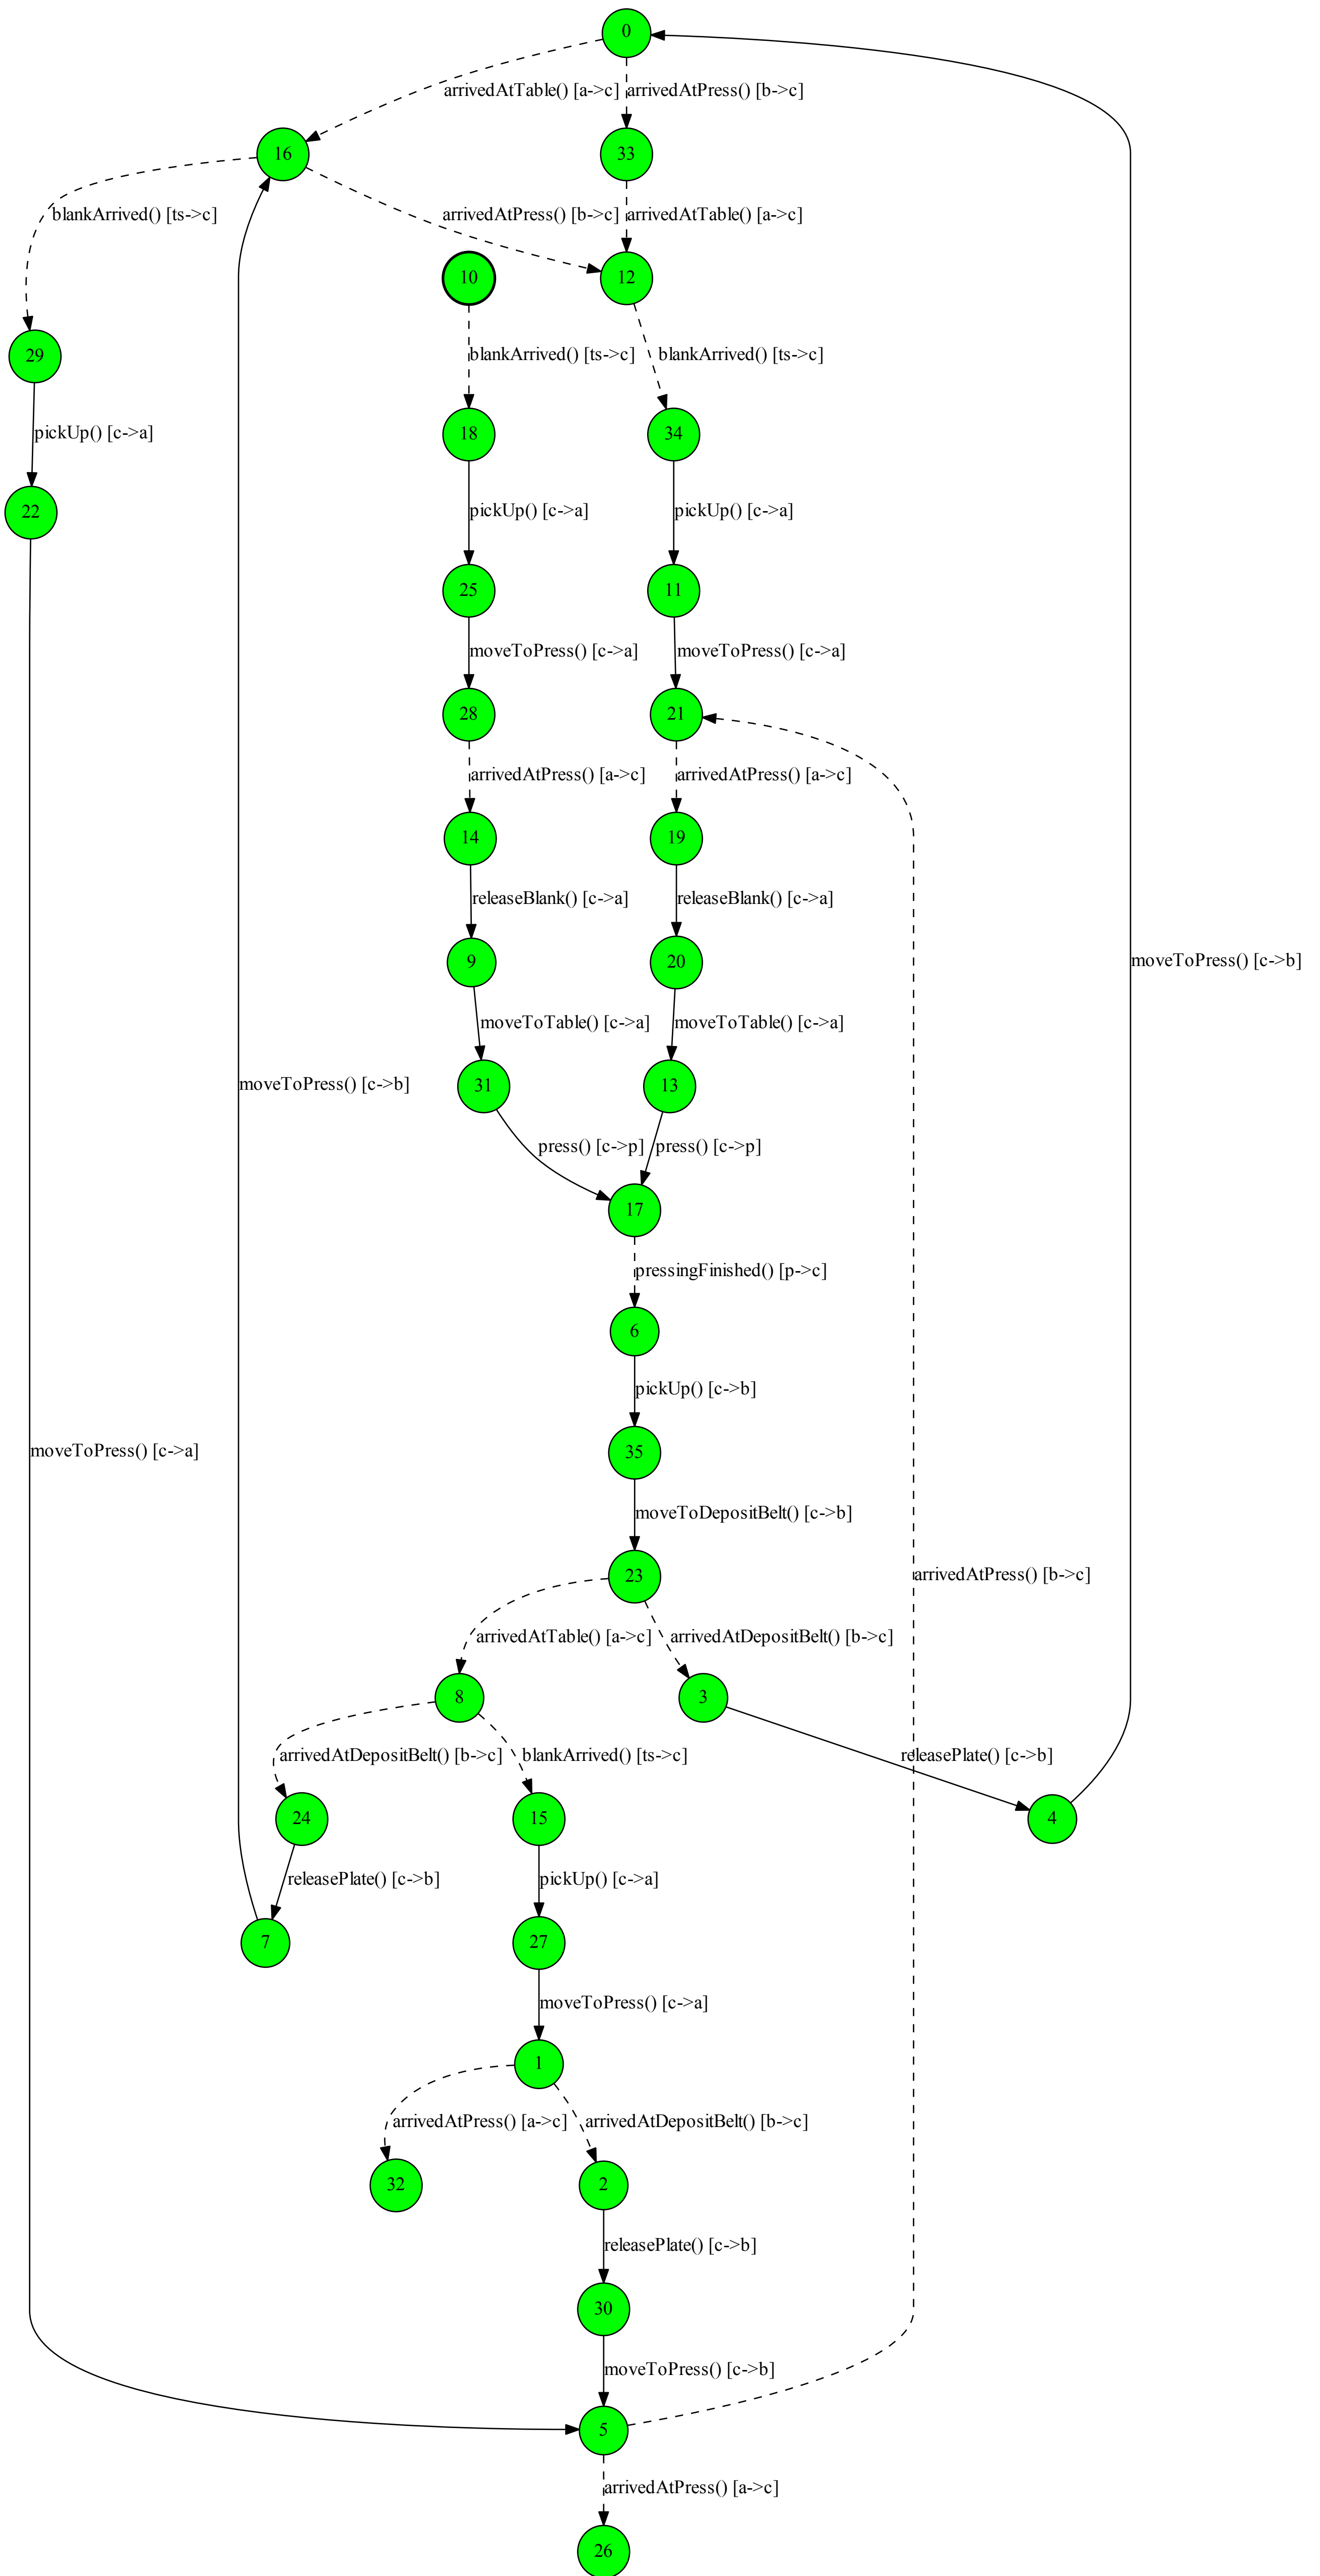 0
arrivedAtTable() [a->c]
arrivedAtPress() [b->c]
16
33
blankArrived() [ts->c]
arrivedAtPress() [b->c]
arrivedAtTable() [a->c]
10
12
29
blankArrived() [ts->c]
blankArrived() [ts->c]
pickUp() [c->a]
18
34
22
pickUp() [c->a]
pickUp() [c->a]
25
11
moveToPress() [c->a]
moveToPress() [c->a]
28
21
arrivedAtPress() [a->c]
arrivedAtPress() [a->c]
14
19
releaseBlank() [c->a]
releaseBlank() [c->a]
9
20
moveToPress() [c->b]
moveToTable() [c->a]
moveToTable() [c->a]
moveToPress() [c->b]
31
13
press() [c->p]
press() [c->p]
17
pressingFinished() [p->c]
6
pickUp() [c->b]
moveToPress() [c->a]
35
moveToDepositBelt() [c->b]
23
arrivedAtPress() [b->c]
arrivedAtTable() [a->c]
arrivedAtDepositBelt() [b->c]
8
3
arrivedAtDepositBelt() [b->c]
blankArrived() [ts->c]
releasePlate() [c->b]
24
15
4
releasePlate() [c->b]
pickUp() [c->a]
7
27
moveToPress() [c->a]
1
arrivedAtPress() [a->c]
arrivedAtDepositBelt() [b->c]
32
2
releasePlate() [c->b]
30
moveToPress() [c->b]
5
arrivedAtPress() [a->c]
26